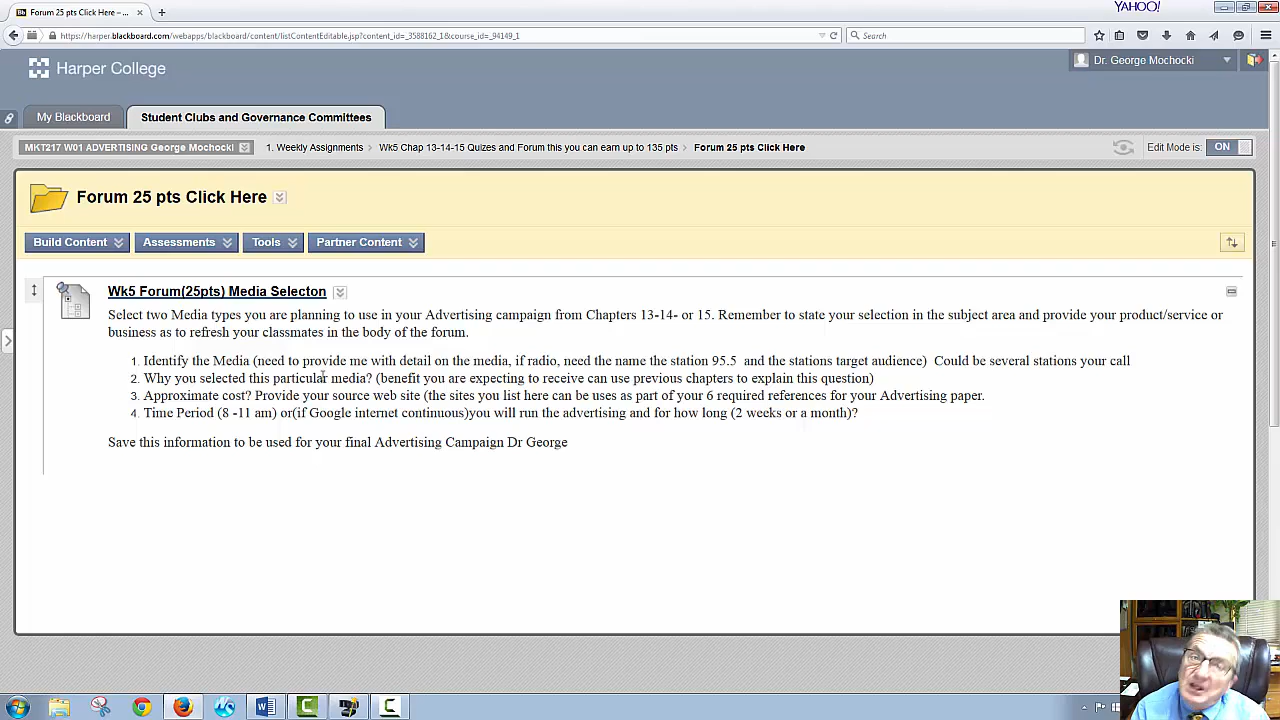 YAHOO!
Forum 25 pts Click Here – ...
https://harper.blackboard.com/webapps/blackboard/content/listContentEditable.jsp?content_id=_3588162_1&course_id=_94149_1
Search
Harper College
Dr. George Mochocki
My Blackboard
Student Clubs and Governance Committees
MKT217 W01 ADVERTISING George Mochocki
1. Weekly Assignments
Wk5 Chap 13-14-15 Quizes and Forum this you can earn up to 135 pts
Forum 25 pts Click Here
Edit Mode is:
ON
Forum 25 pts Click Here
Build Content
Assessments
Tools
Partner Content
Wk5 Forum(25pts) Media Selecton
Select two Media types you are planning to use in your Advertising campaign from Chapters 13-14- or 15. Remember to state your selection in the subject area and provide your product/service or
business as to refresh your classmates in the body of the forum.
1. Identify the Media (need to provide me with detail on the media, if radio, need the name the station 95.5 and the stations target audience) Could be several stations your call
2. Why you selected this particular media? (benefit you are expecting to receive can use previous chapters to explain this question)
3. Approximate cost? Provide your source web site (the sites you list here can be uses as part of your 6 required references for your Advertising paper.
4. Time Period (8 -11 am) or(if Google internet continuous)you will run the advertising and for how long (2 weeks or a month)?
Save this information to be used for your final Advertising Campaign Dr George